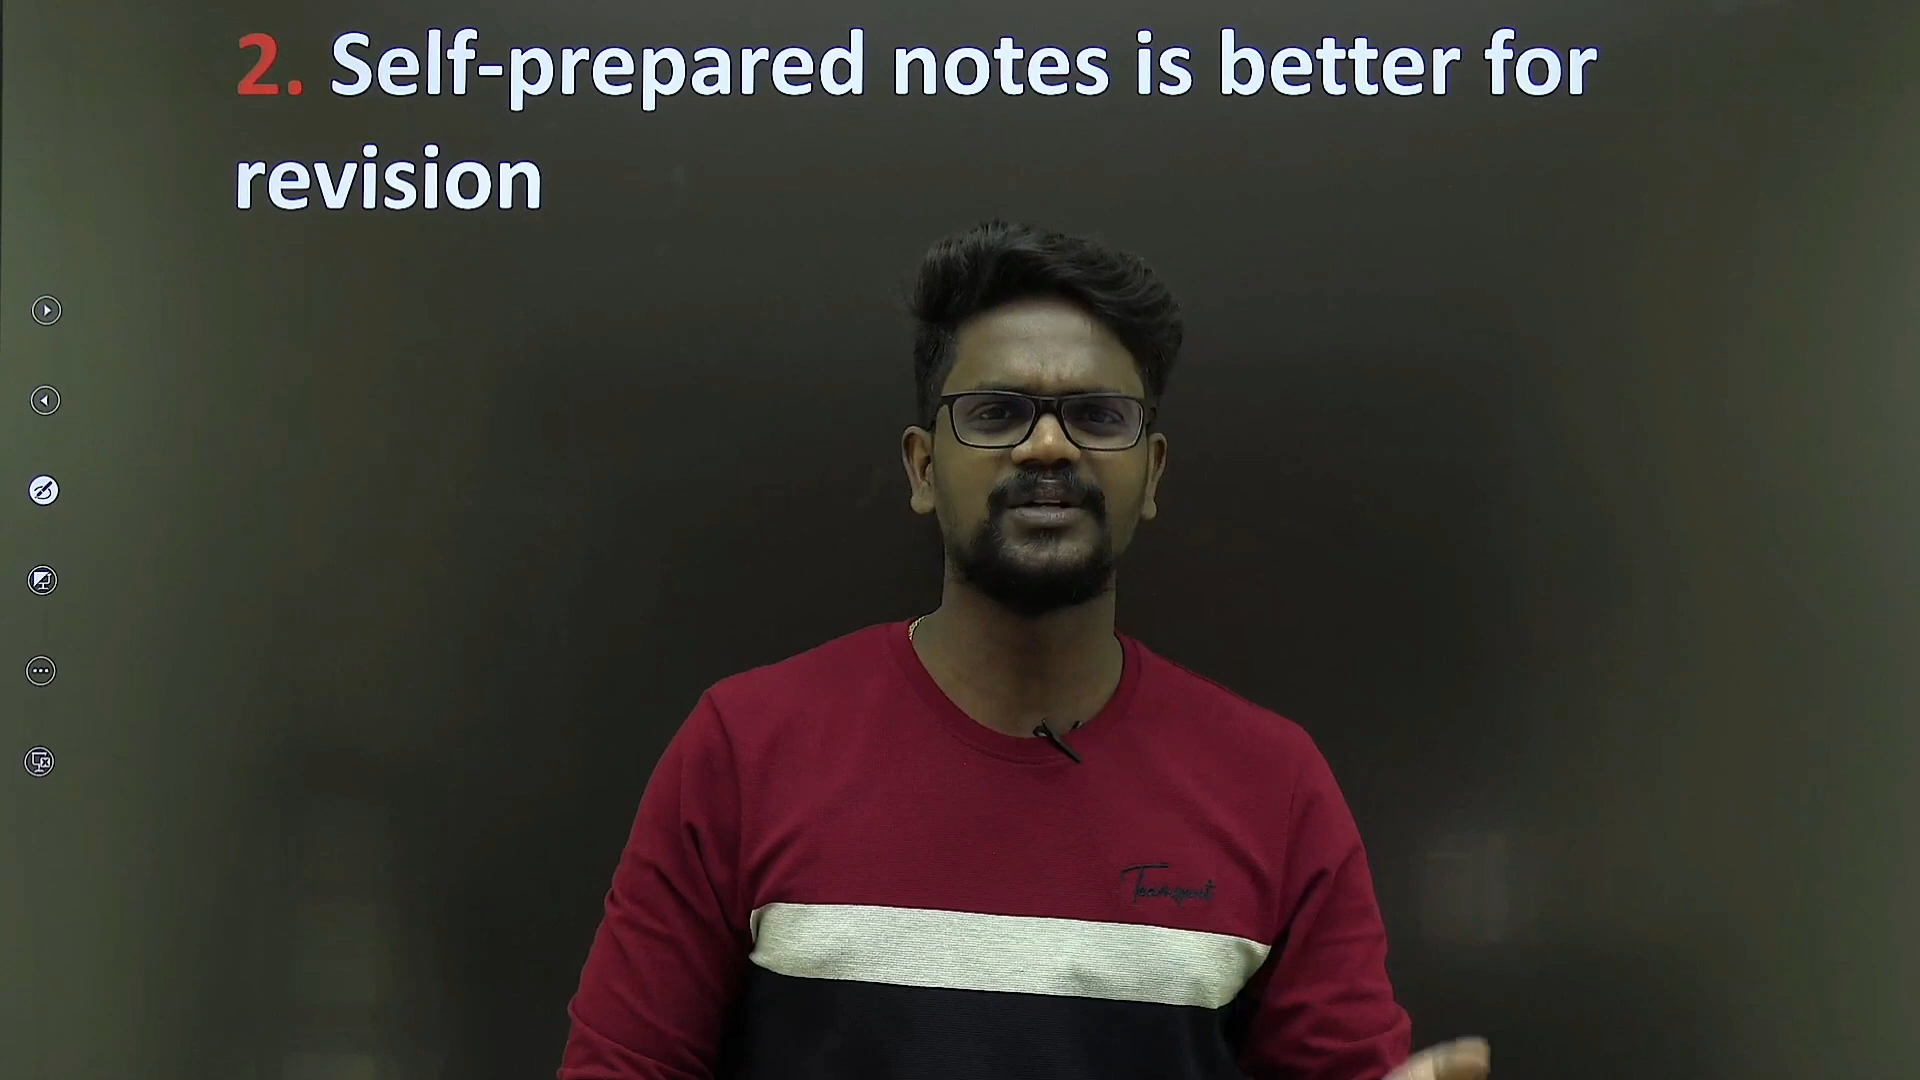 2. Self-prepared notes is better for
revision